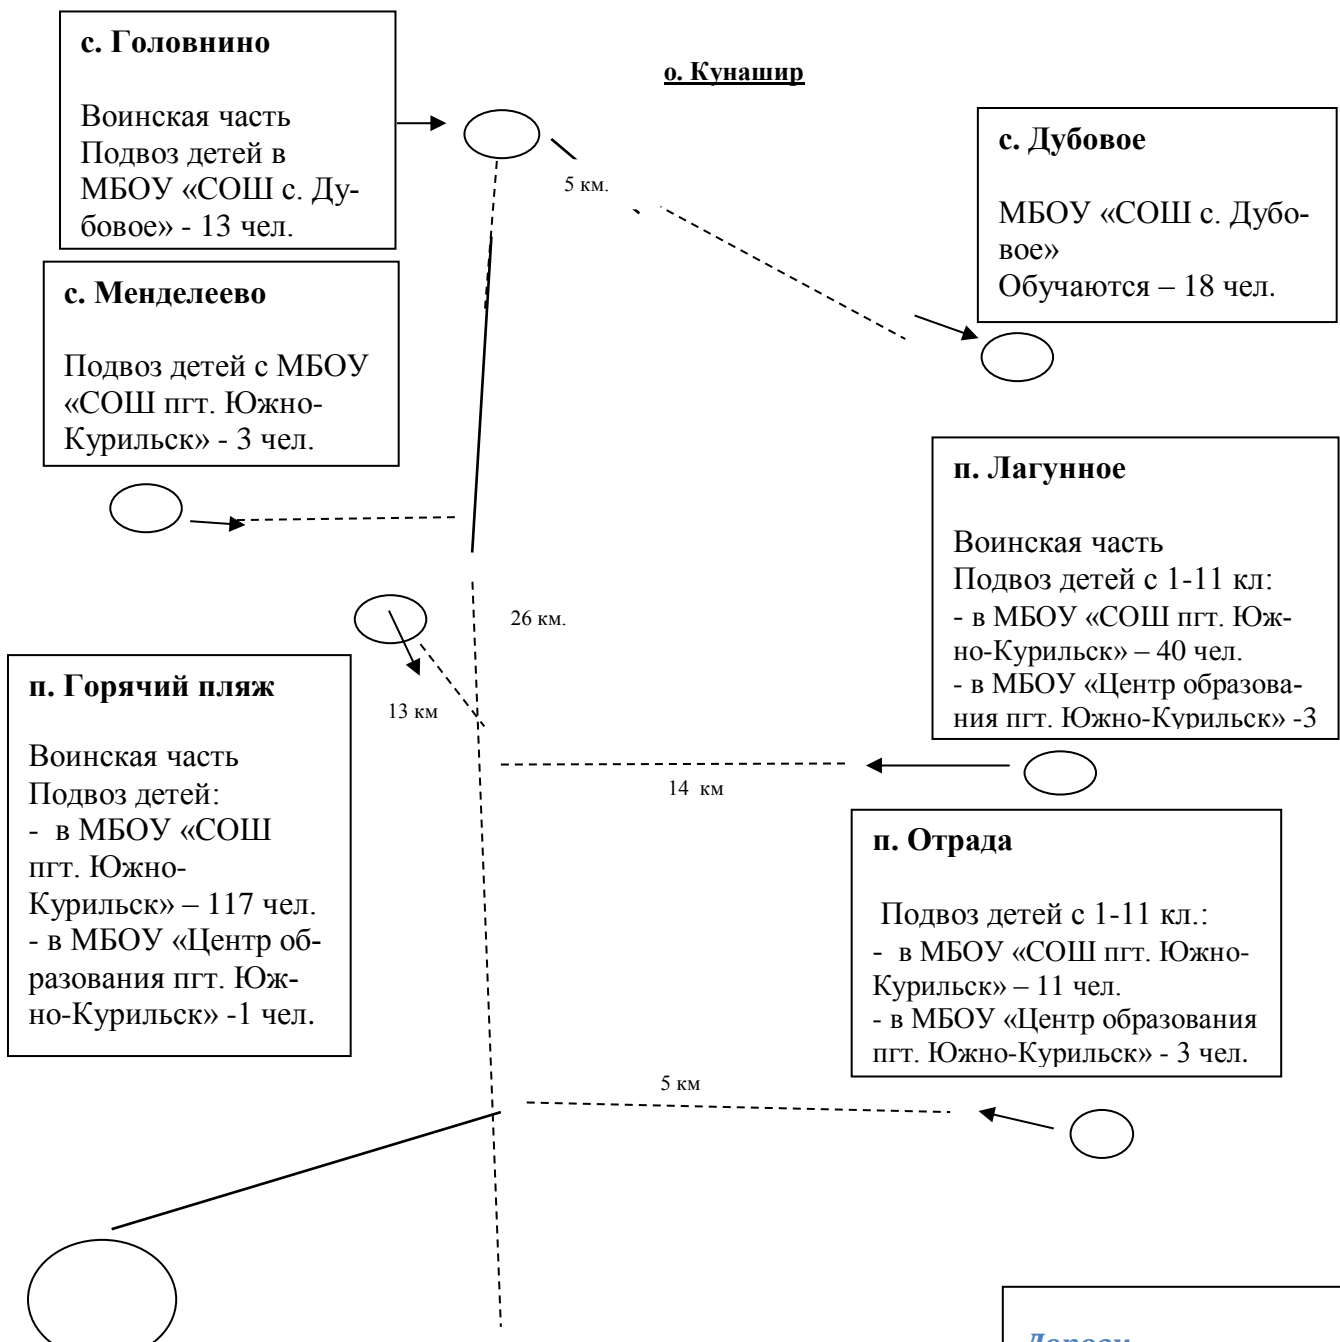 с. Головнино
Воинская часть
Подвоз детей в
МБОУ «СОШ с. Ду-
бовое» - 13 чел.
о. Кунашир
5 км.
с. Дубовое
МБОУ «СОШ с. Дубо-
вое»
Обучаются – 18 чел.
с. Менделеево
Подвоз детей с МБОУ
«СОШ пгт. Южно-
Курильск» - 3 чел.
п. Лагунное
Воинская часть
Подвоз детей с 1-11 кл:
- в МБОУ «СОШ пгт. Юж-
но-Курильск» – 40 чел.
- в МБОУ «Центр образова-
ния пгт. Южно-Курильск» -3
26 км.
п. Горячий пляж
Воинская часть
Подвоз детей:
- в МБОУ «СОШ
пгт. Южно-
Курильск» – 117 чел.
- в МБОУ «Центр об-
разования пгт. Юж-
но-Курильск» -1 чел.
13 км
14 км
п. Отрада
Подвоз детей с 1-11 кл.:
- в МБОУ «СОШ пгт. Южно-
Курильск» – 11 чел.
- в МБОУ «Центр образования
пгт. Южно-Курильск» - 3 чел.
5 км